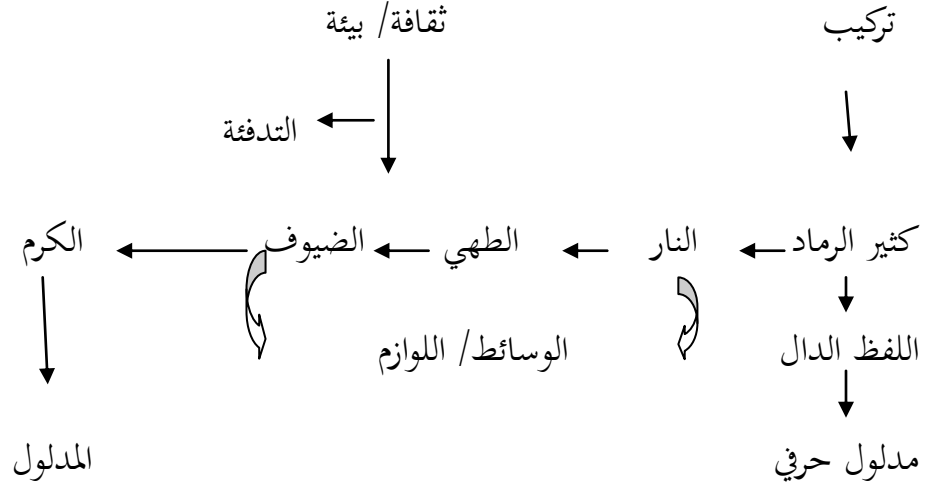 تركيب ثقافة/ بيئة
التدفئة
كثير الرماد النار الطهي الضيوف الكرم
اللفظ الدال الوسائط/ اللوازم
مدلول حرفي المدلول